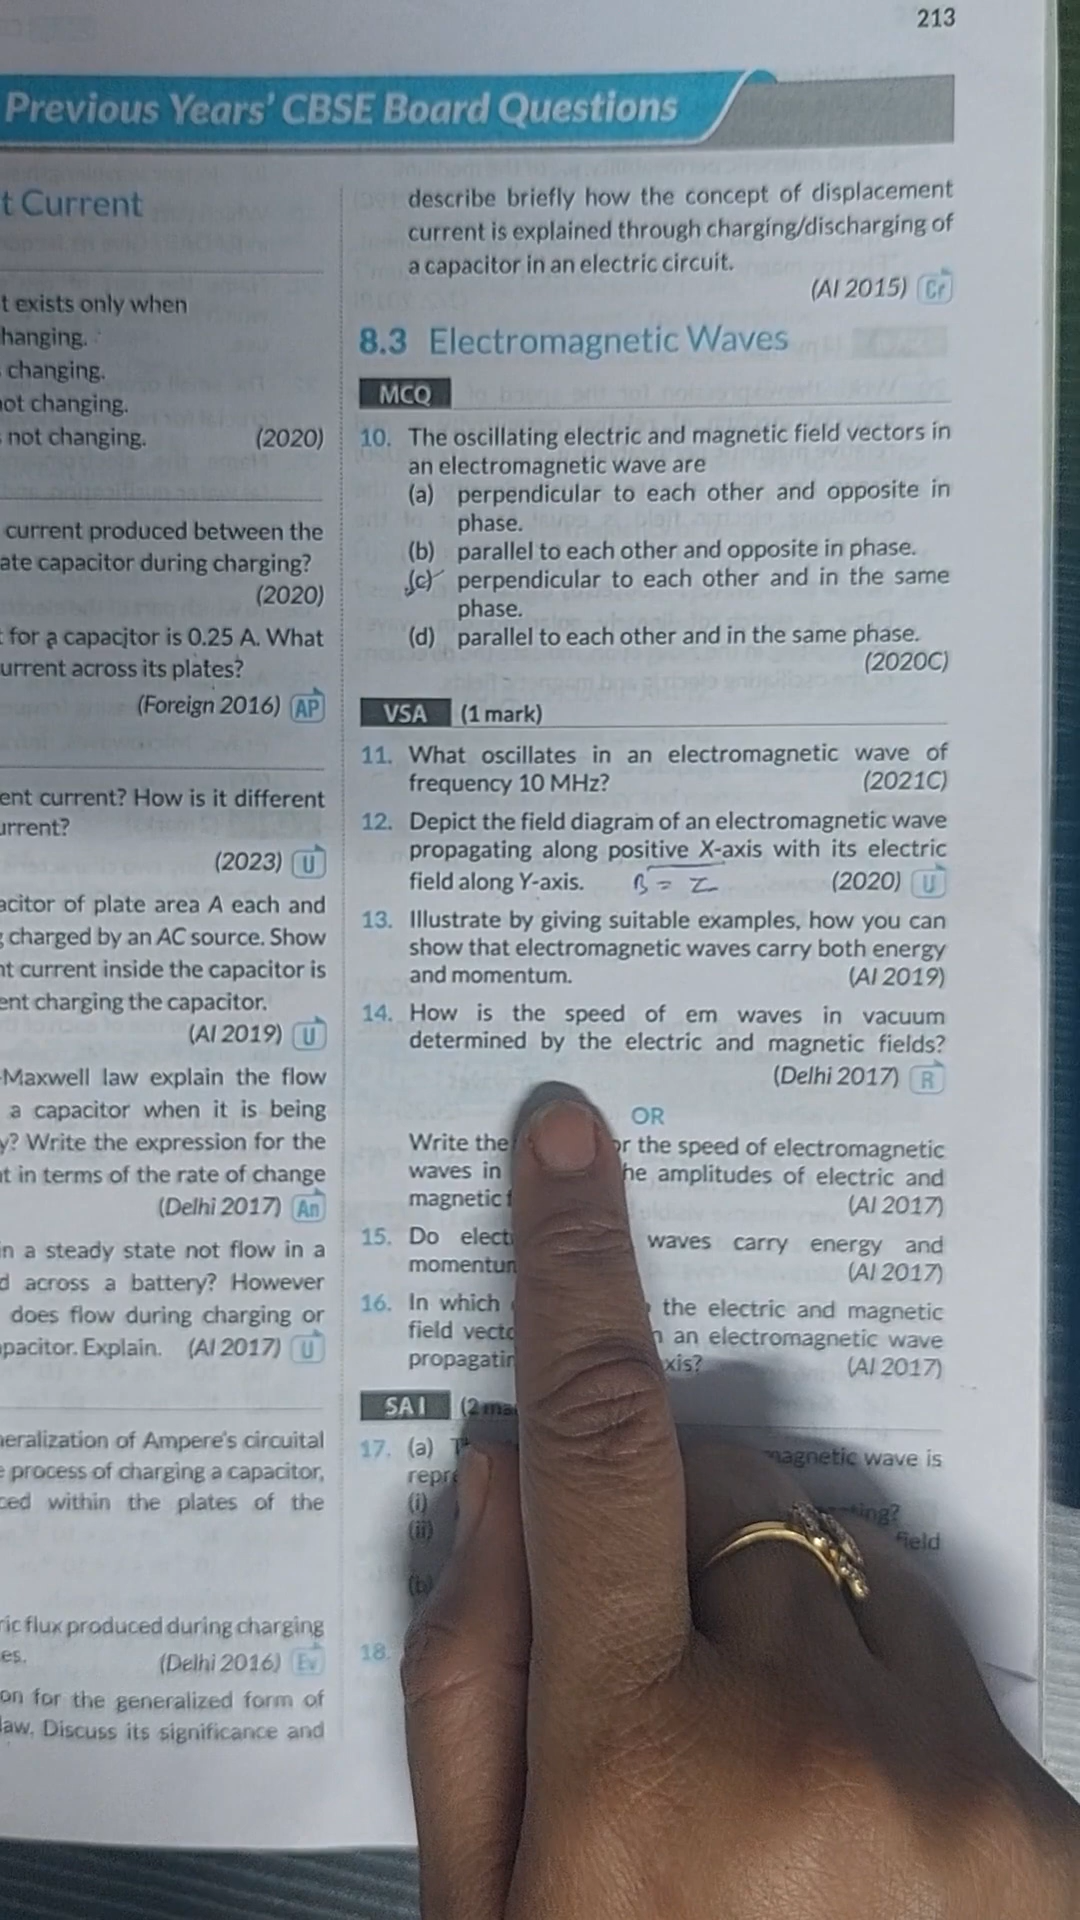 213
Previous Years' CBSE Board Questions
t Current
t exists only when
hanging.
changing.
not changing.
not changing. (2020)
current produced between the
ate capacitor during charging?
(2020)
for a capacitor is 0.25 A. What
urrent across its plates?
(Foreign 2016) AP
ent current? How is it different
urrent?
(2023) U
acitor of plate area A each and
charged by an AC source. Show
nt current inside the capacitor is
ent charging the capacitor.
(AI 2019) U
-Maxwell law explain the flow
a capacitor when it is being
y? Write the expression for the
nt in terms of the rate of change
(Delhi 2017) An
in a steady state not flow in a
d across a battery? However
does flow during charging or
pacitor. Explain. (AI 2017) U
neralization of Ampere's circuital
e process of charging a capacitor,
ced within the plates of the
ric flux produced during charging
es. (Delhi 2016) Ev
on for the generalized form of
law. Discuss its significance and
describe briefly how the concept of displacement
current is explained through charging/discharging of
a capacitor in an electric circuit.
(AI 2015) Cr
8.3 Electromagnetic Waves
MCQ
10. The oscillating electric and magnetic field vectors in
an electromagnetic wave are
(a) perpendicular to each other and opposite in
phase.
(b) parallel to each other and opposite in phase.
(c) perpendicular to each other and in the same
phase.
(d) parallel to each other and in the same phase.
(2020C)
VSA (1 mark)
11. What oscillates in an electromagnetic wave of
frequency 10 MHz? (2021C)
12. Depict the field diagram of an electromagnetic wave
propagating along positive X-axis with its electric
field along Y-axis. B = Z (2020) U
13. Illustrate by giving suitable examples, how you can
show that electromagnetic waves carry both energy
and momentum. (AI 2019)
14. How is the speed of em waves in vacuum
determined by the electric and magnetic fields?
(Delhi 2017) R
OR
Write the or the speed of electromagnetic
waves in he amplitudes of electric and
magnetic (AI 2017)
15. Do elect waves carry energy and
momentum (AI 2017)
16. In which the electric and magnetic
field vecto an electromagnetic wave
propagatin xis? (AI 2017)
SA I (2 ma
17. (a) magnetic wave is
repre
(i) ting?
(ii) field
(b)
18.